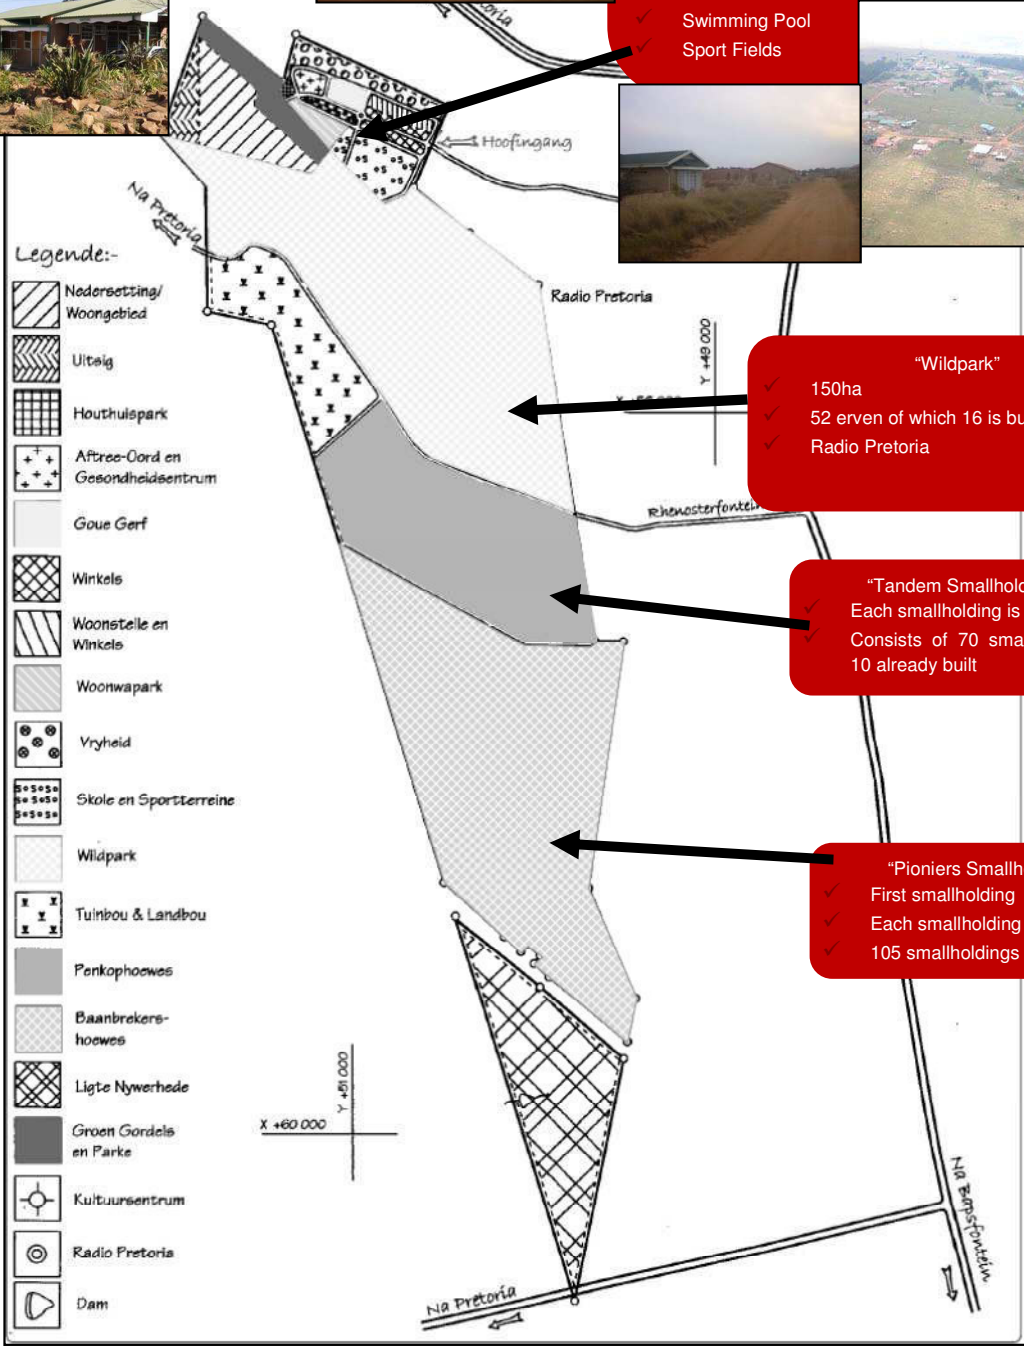 Swimming Pool
Sport Fields
Hoofingang
Na Pretoria
Legende:-
Nedersetting/
Woongebied
Uitsig
Houthuispark
Aftree-Oord en
Gesondheidsentrum
Goue Gerf
Winkels
Woonstelle en
Winkels
Woonwapark
Vryheid
Skole en Sportterreine
Wildpark
Tuinbou & Landbou
Penkophoewes
Baanbrekers-
hoewes
Ligte Nywerhede
Groen Gordels
en Parke
Kultuursentrum
Radio Pretoria
Dam
Radio Pretoria
Y +49 000
"Wildpark"
150ha
52 erven of which 16 is
Radio Pretoria
Rhenosterfontein
"Tandem
Each smallholding is
Consists of 70
10 already built
"Pioniers
First smallholding
Each smallholding
105 smallholdings
X +60 000
Y +51 000
Na Bapsfontein
Na Pretoria